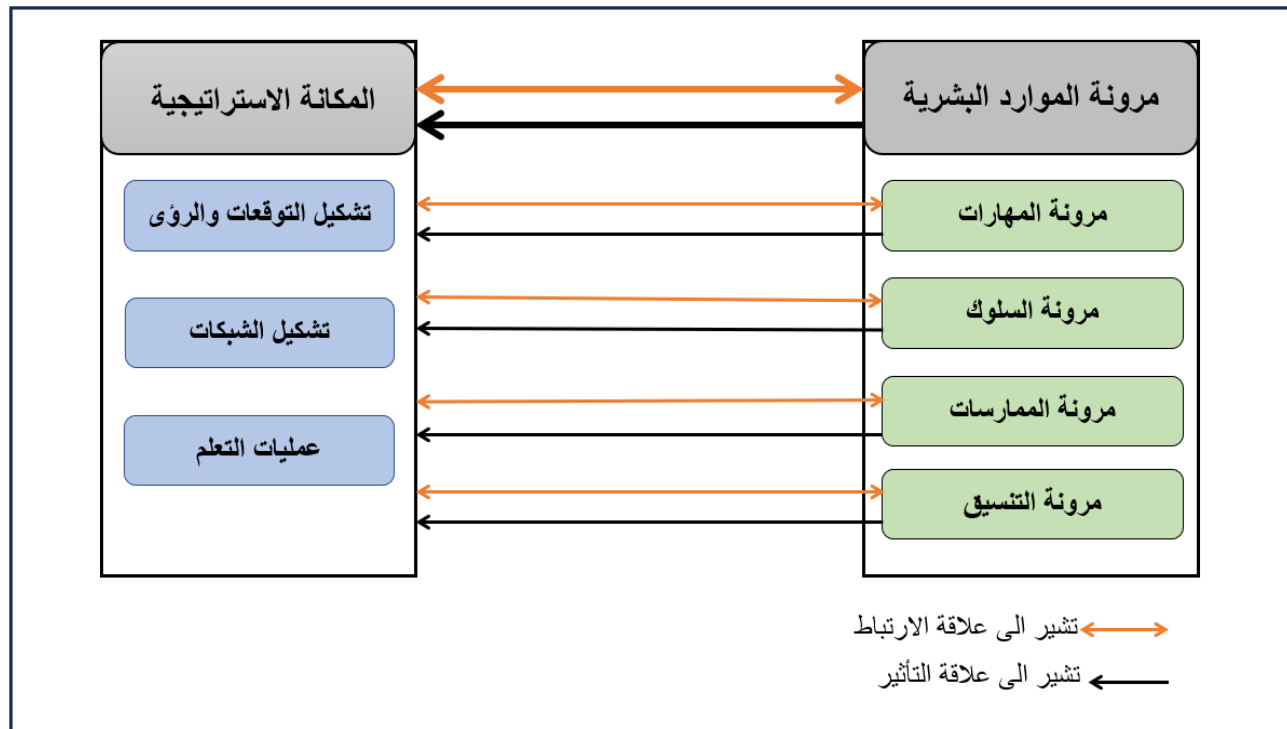 مرونة الموارد البشرية
المكانة الاستراتيجية
مرونة المهارات
تشكيل التوقعات والرؤى
مرونة السلوك
تشكيل الشبكات
مرونة الممارسات
عمليات التعلم
مرونة التنسيق
تشير الى علاقة الارتباط
تشير الى علاقة التأثير